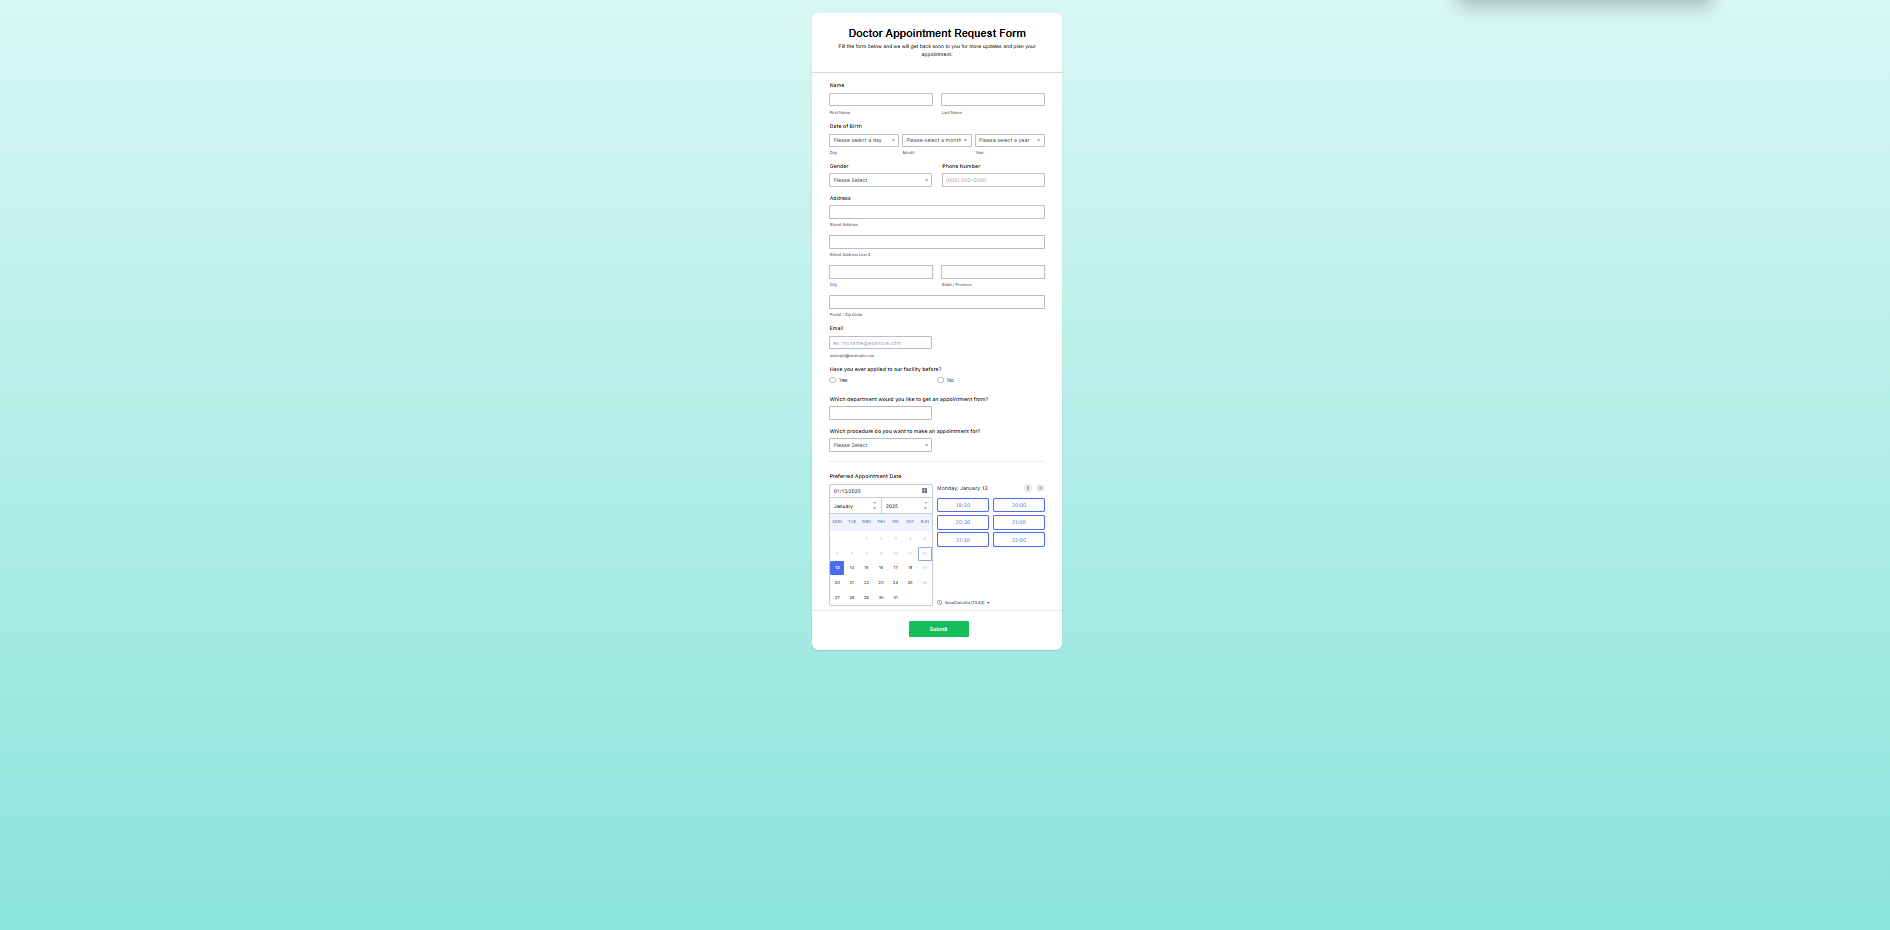 Doctor Appointment Request Form
Fill the form below and we will get back soon to you for more updates and plan your
appointment.
Name
First Name Last Name
Date of Birth
Please select a day Please select a month Please select a year
Day Month Year
Gender Phone Number
Please Select (000) 000-0000
Address
Street Address
Street Address Line 2
City State / Province
Postal / Zip Code
Email
ex: myname@example.com
example@example.com
Have you ever applied to our facility before?
Yes No
Which department would you like to get an appointment from?
Which procedure do you want to make an appointment for?
Please Select
Preferred Appointment Date
01/13/2025 Monday, January 13
January 2025 19:30 20:00
MON TUE WED THU FRI SAT SUN 20:30 21:00
1 2 3 4 5 21:30 22:00
6 7 8 9 10 11 12
13 14 15 16 17 18 19
20 21 22 23 24 25 26
27 28 29 30 31
Asia/Calcutta
Submit